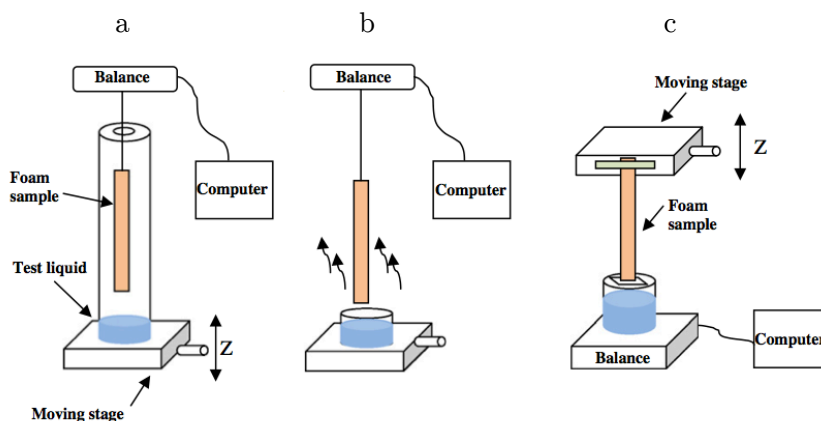 a
b
c
Balance
Foam
sample
Computer
Test liquid
Z
Moving stage
Balance
Computer
Moving stage
Z
Foam
sample
Balance
Computer